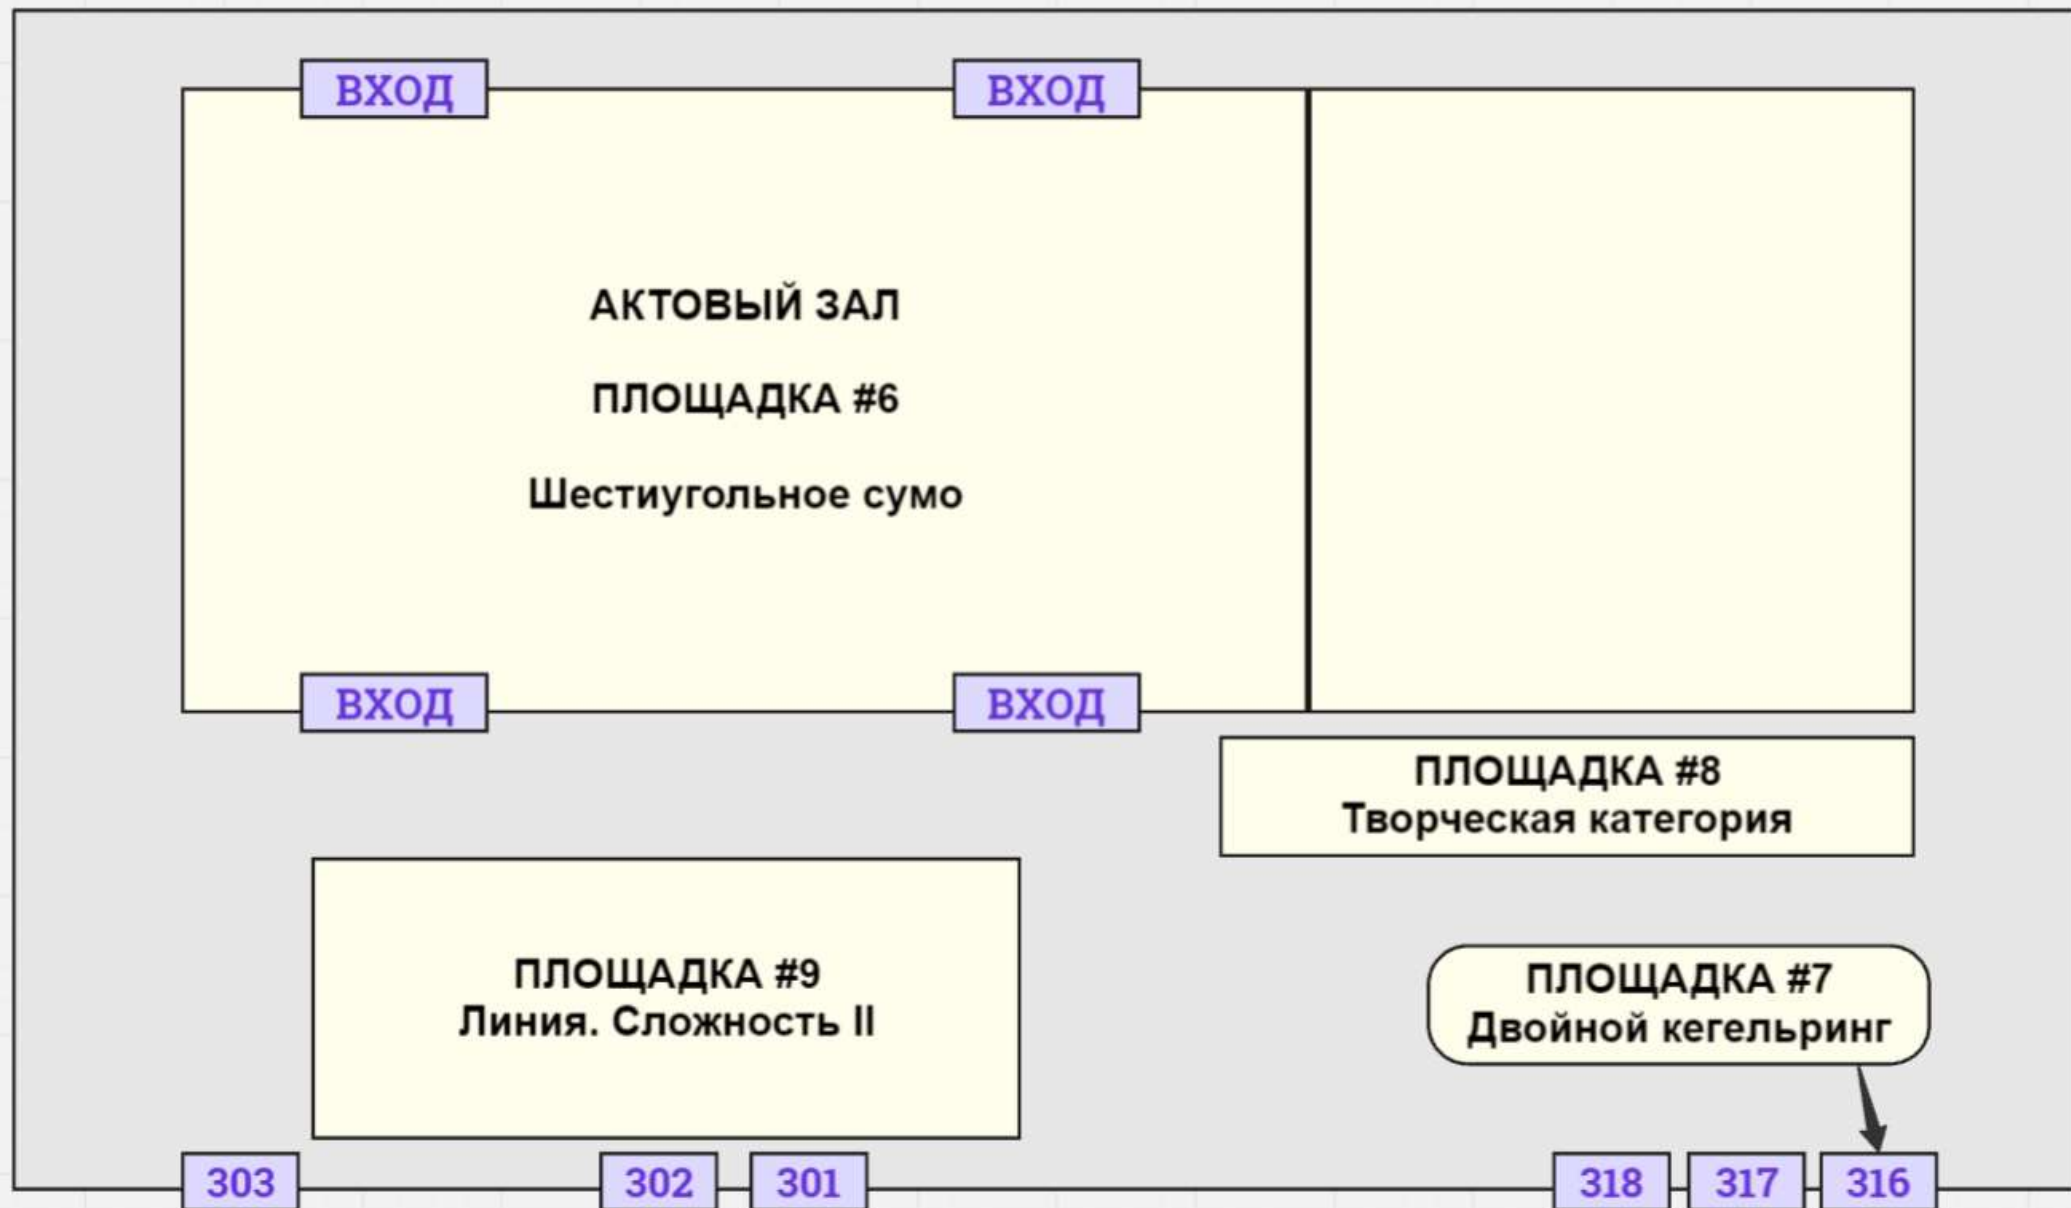 ВХОД
ВХОД
АКТОВЫЙ ЗАЛ
ПЛОЩАДКА #6
Шестиугольное сумо
ВХОД
ВХОД
ПЛОЩАДКА #8
Творческая категория
ПЛОЩАДКА #9
Линия. Сложность II
ПЛОЩАДКА #7
Двойной кегельринг
303
302
301
318
317
316